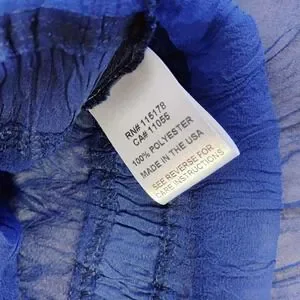 RN# 115178
CA# 11055
100% POLYESTER
MADE IN THE USA
SEE REVERSE FOR
CARE INSTRUCTIONS